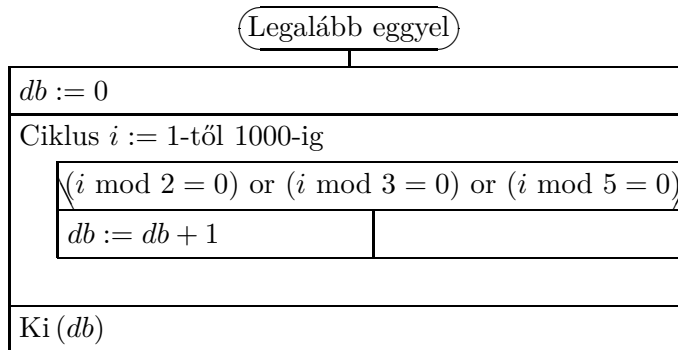 Legalább eggyel
db := 0
Ciklus i := 1-től 1000-ig
(i mod 2 = 0) or (i mod 3 = 0) or (i mod 5 = 0)
db := db + 1
Ki (db)